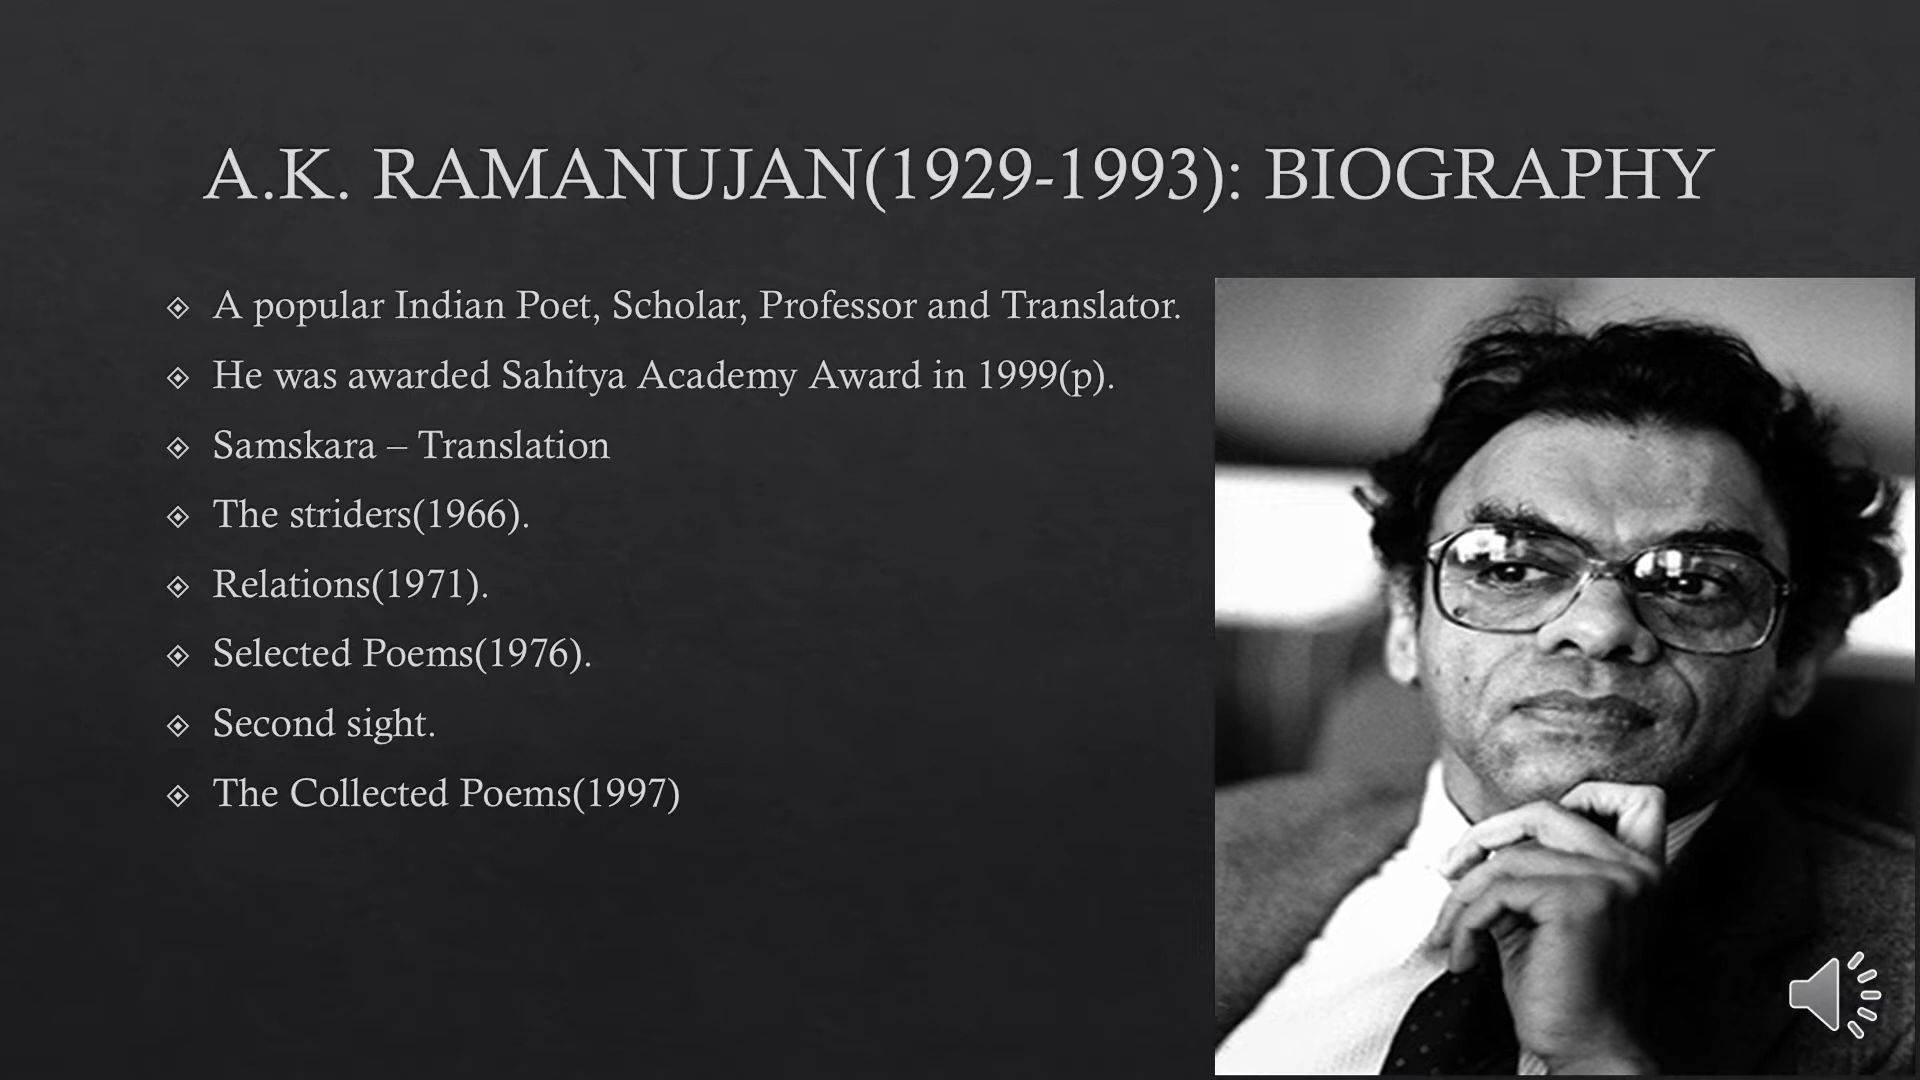 A.K. RAMANUJAN(1929-1993): BIOGRAPHY
A popular Indian Poet, Scholar, Professor and Translator.
He was awarded Sahitya Academy Award in 1999(p).
Samskara – Translation
The striders(1966).
Relations(1971).
Selected Poems(1976).
Second sight.
The Collected Poems(1997)